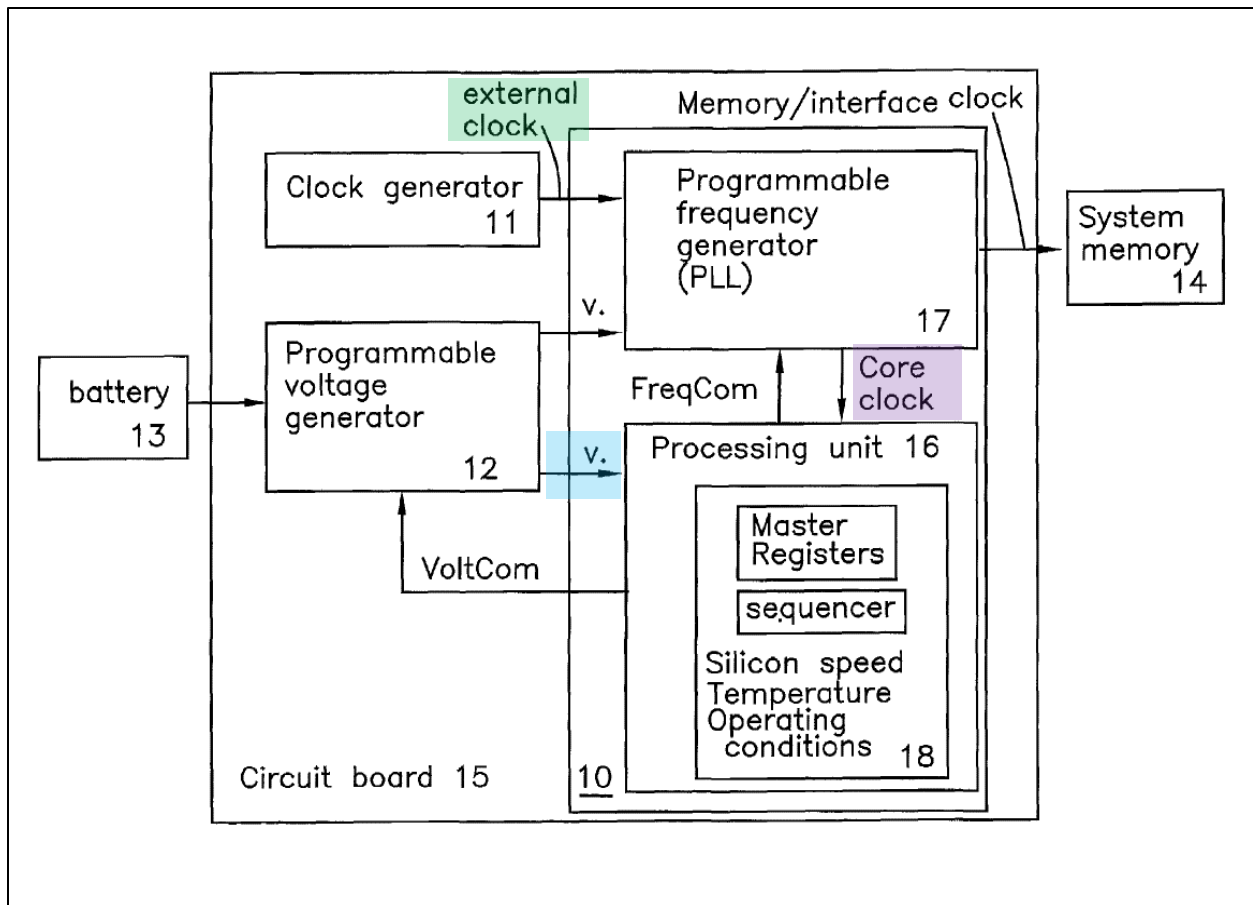 external
clock
Memory/interface clock
Clock generator
11
Programmable
frequency
generator
(PLL)
17
System
memory
14
v.
Programmable
voltage
generator
12
battery
13
FreqCom
Core
clock
v.
Processing unit 16
Master
Registers
sequencer
VoltCom
Silicon speed
Temperature
Operating
conditions
18
Circuit board 15
10